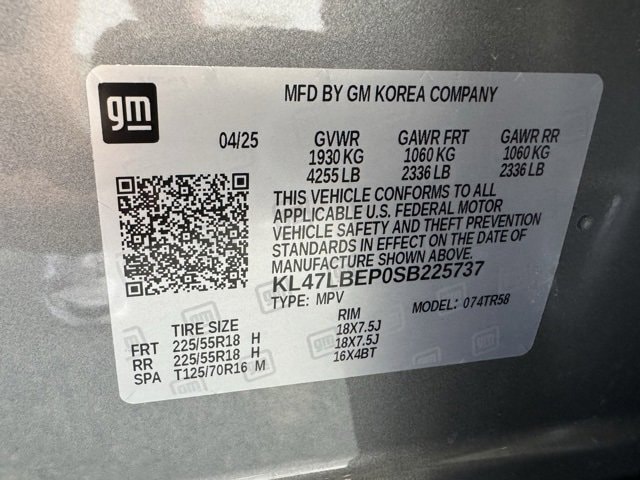 gm
MFD BY GM KOREA COMPANY
04/25 GVWR GAWR FRT GAWR RR
1930 KG 1060 KG 1060 KG
4255 LB 2336 LB 2336 LB
THIS VEHICLE CONFORMS TO ALL
APPLICABLE U.S. FEDERAL MOTOR
VEHICLE SAFETY AND THEFT PREVENTION
STANDARDS IN EFFECT ON THE DATE OF
MANUFACTURE SHOWN ABOVE.
KL47LBEP0SB225737
TYPE: MPV MODEL: 074TR58
TIRE SIZE RIM
FRT 225/55R18 H 18X7.5J
RR 225/55R18 H 18X7.5J
SPA T125/70R16 M 16X4BT